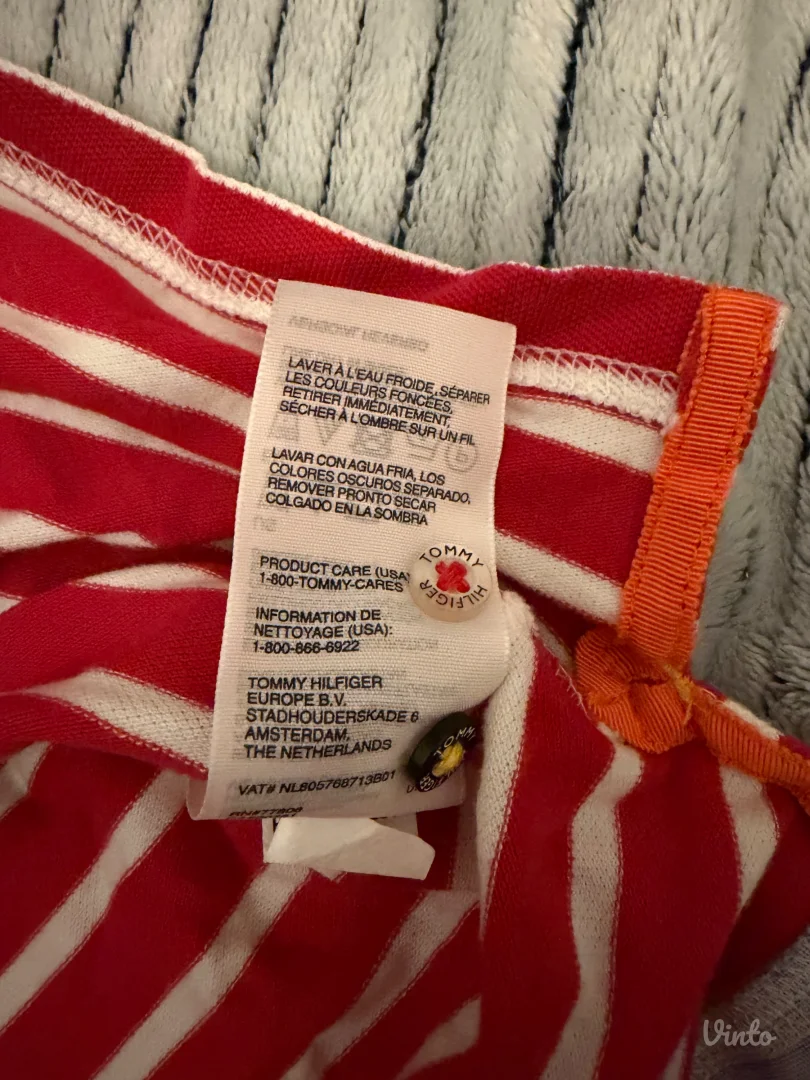 LAVER À L'EAU FROIDE, SÉPARER
LES COULEURS FONCÉES,
RETIRER IMMÉDIATEMENT,
SÉCHER À L'OMBRE SUR UN FIL
LAVAR CON AGUA FRIA, LOS
COLORES OSCUROS SEPARADO,
REMOVER PRONTO SECAR
COLGADO EN LA SOMBRA
PRODUCT CARE (USA
1-800-TOMMY-CARES
INFORMATION DE
NETTOYAGE (USA):
1-800-866-6922
TOMMY HILFIGER
EUROPE B.V.
STADHOUDERSKADE 6
AMSTERDAM,
THE NETHERLANDS
VAT# NL805768713B01
TOMMY HILFIGER
TOMM
Vinto